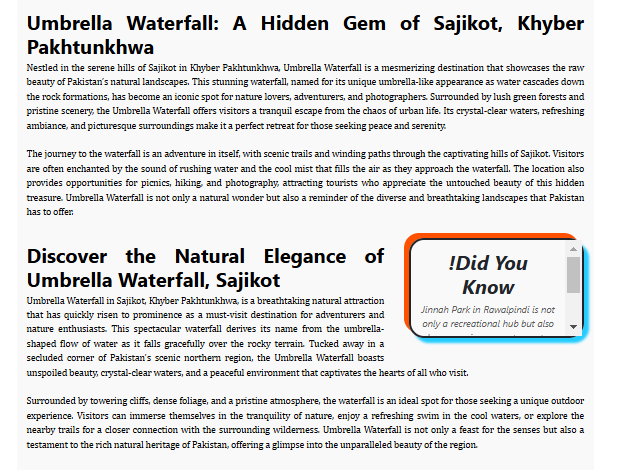 Umbrella Waterfall: A Hidden Gem of Sajikot, Khyber
Pakhtunkhwa
Nestled in the serene hills of Sajikot in Khyber Pakhtunkhwa, Umbrella Waterfall is a mesmerizing destination that showcases the raw
beauty of Pakistan's natural landscapes. This stunning waterfall, named for its unique umbrella-like appearance as water cascades down
the rock formations, has become an iconic spot for nature lovers, adventurers, and photographers. Surrounded by lush green forests and
pristine scenery, the Umbrella Waterfall offers visitors a tranquil escape from the chaos of urban life. Its crystal-clear waters, refreshing
ambiance, and picturesque surroundings make it a perfect retreat for those seeking peace and serenity.
The journey to the waterfall is an adventure in itself, with scenic trails and winding paths through the captivating hills of Sajikot. Visitors
are often enchanted by the sound of rushing water and the cool mist that fills the air as they approach the waterfall. The location also
provides opportunities for picnics, hiking, and photography, attracting tourists who appreciate the untouched beauty of this hidden
treasure. Umbrella Waterfall is not only a natural wonder but also a reminder of the diverse and breathtaking landscapes that Pakistan
has to offer.
Discover the Natural Elegance of
Umbrella Waterfall, Sajikot
Umbrella Waterfall in Sajikot, Khyber Pakhtunkhwa, is a breathtaking natural attraction
that has quickly risen to prominence as a must-visit destination for adventurers and
nature enthusiasts. This spectacular waterfall derives its name from the umbrella-
shaped flow of water as it falls gracefully over the rocky terrain. Tucked away in a
secluded corner of Pakistan's scenic northern region, the Umbrella Waterfall boasts
unspoiled beauty, crystal-clear waters, and a peaceful environment that captivates the hearts of all who visit.
!Did You
Know
Jinnah Park in Rawalpindi is not
only a recreational hub but also
Surrounded by towering cliffs, dense foliage, and a pristine atmosphere, the waterfall is an ideal spot for those seeking a unique outdoor
experience. Visitors can immerse themselves in the tranquility of nature, enjoy a refreshing swim in the cool waters, or explore the
nearby trails for a closer connection with the surrounding wilderness. Umbrella Waterfall is not only a feast for the senses but also a
testament to the rich natural heritage of Pakistan, offering a glimpse into the unparalleled beauty of the region.